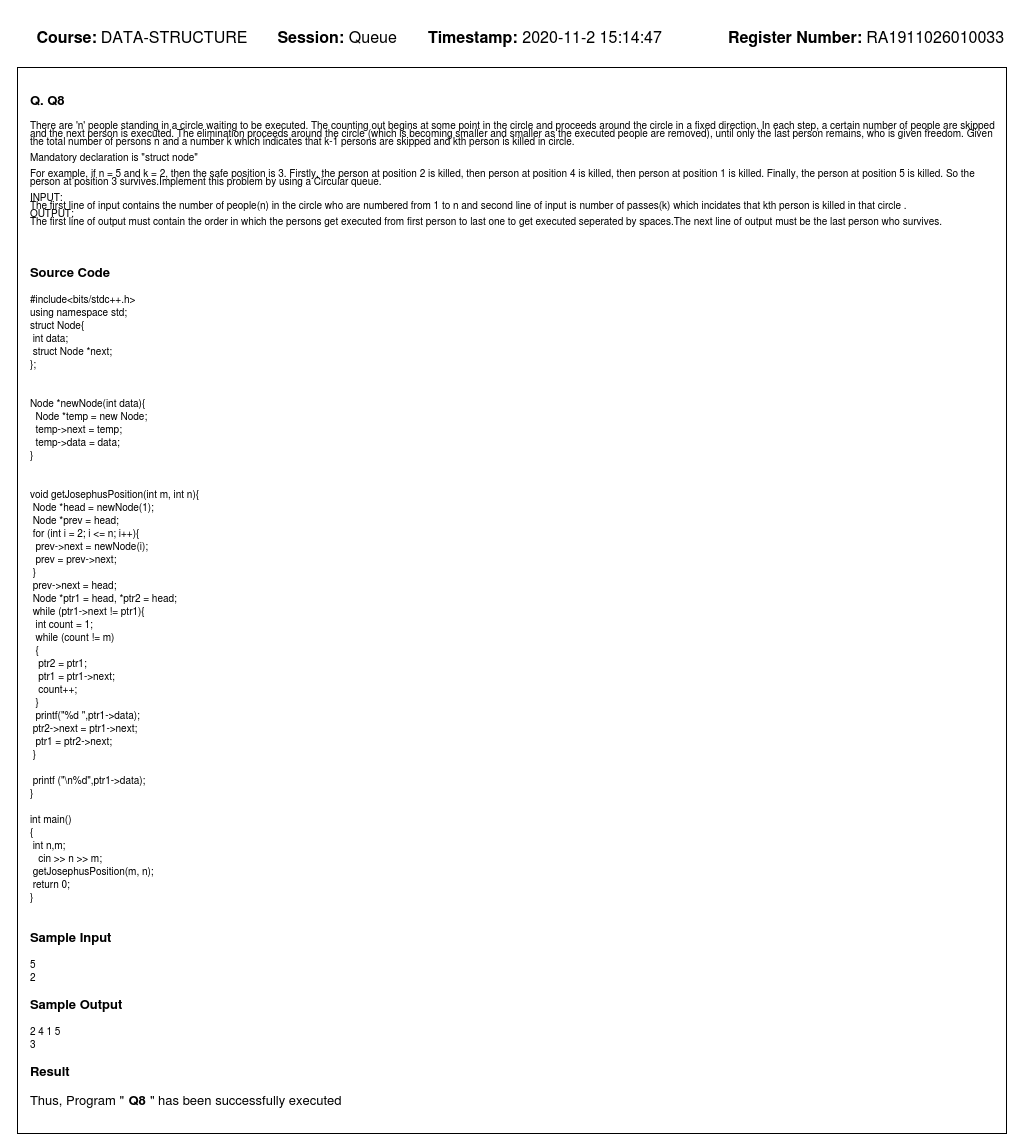 Course: DATA-STRUCTURE Session: Queue Timestamp: 2020-11-2 15:14:47 Register Number: RA1911026010033
Q. Q8
There are 'n' people standing in a circle waiting to be executed. The counting out begins at some point in the circle and proceeds around the circle in a fixed direction. In each step, a certain number of people are skipped
and the next person is executed. The elimination proceeds around the circle (which is becoming smaller and smaller as the executed people are removed), until only the last person remains, who is given freedom. Given
the total number of persons n and a number k which indicates that k-1 persons are skipped and kth person is killed in circle.
Mandatory declaration is "struct node"
For example, if n = 5 and k = 2, then the safe position is 3. Firstly, the person at position 2 is killed, then person at position 4 is killed, then person at position 1 is killed. Finally, the person at position 5 is killed. So the
person at position 3 survives.Implement this problem by using a Circular queue.
INPUT:
The first line of input contains the number of people(n) in the circle who are numbered from 1 to n and second line of input is number of passes(k) which incidates that kth person is killed in that circle .
OUTPUT:
The first line of output must contain the order in which the persons get executed from first person to last one to get executed seperated by spaces.The next line of output must be the last person who survives.
Source Code
#include<bits/stdc++.h>
using namespace std;
struct Node{
int data;
struct Node *next;
};
Node *newNode(int data){
Node *temp = new Node;
temp->next = temp;
temp->data = data;
}
void getJosephusPosition(int m, int n){
Node *head = newNode(1);
Node *prev = head;
for (int i = 2; i <= n; i++){
prev->next = newNode(i);
prev = prev->next;
}
prev->next = head;
Node *ptr1 = head, *ptr2 = head;
while (ptr1->next != ptr1){
int count = 1;
while (count != m)
{
ptr2 = ptr1;
ptr1 = ptr1->next;
count++;
}
printf("%d ",ptr1->data);
ptr2->next = ptr1->next;
ptr1 = ptr2->next;
}
printf ("\n%d",ptr1->data);
}
int main()
{
int n,m;
cin >> n >> m;
getJosephusPosition(m, n);
return 0;
}
Sample Input
5
2
Sample Output
2 4 1 5
3
Result
Thus, Program " Q8 " has been successfully executed